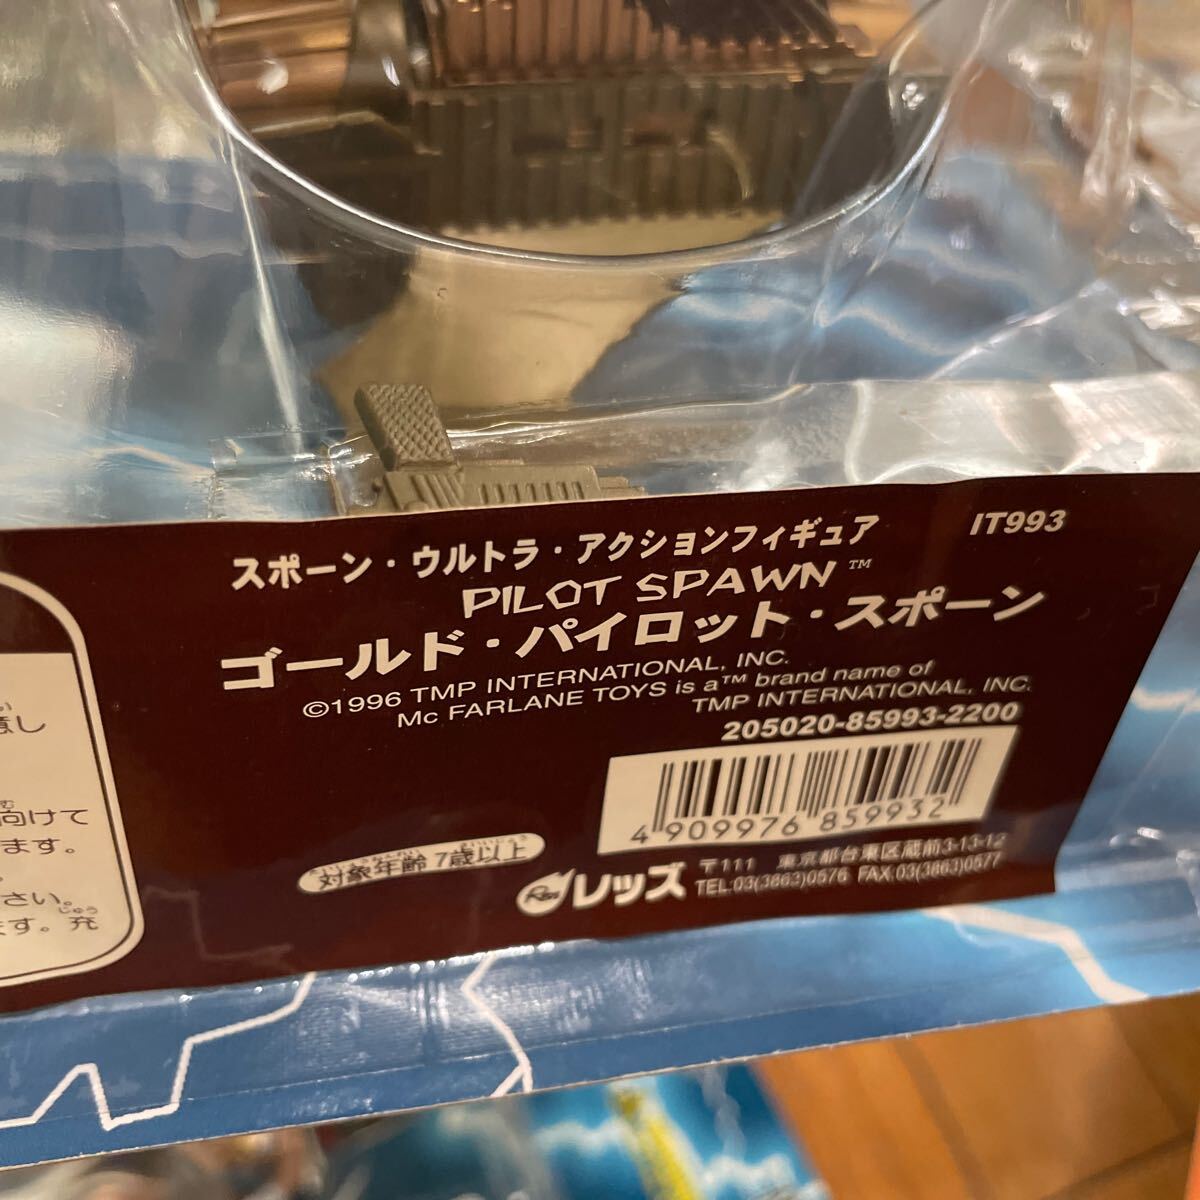 IT993
スポーン・ウルトラ・アクションフィギュア
PILOT SPAWN™
ゴールド・パイロット・スポーン
©1996 TMP INTERNATIONAL, INC.
Mc FARLANE TOYS is a™ brand name of
TMP INTERNATIONAL, INC.
205020-85993-2200
4 909976 859932
対象年齢 7歳以上
レッズ
〒111 東京都台東区蔵前3-13-12
TEL:03(3863)0576 FAX:03(3863)0577
意し
向けて
ます。
さい。
ます。充